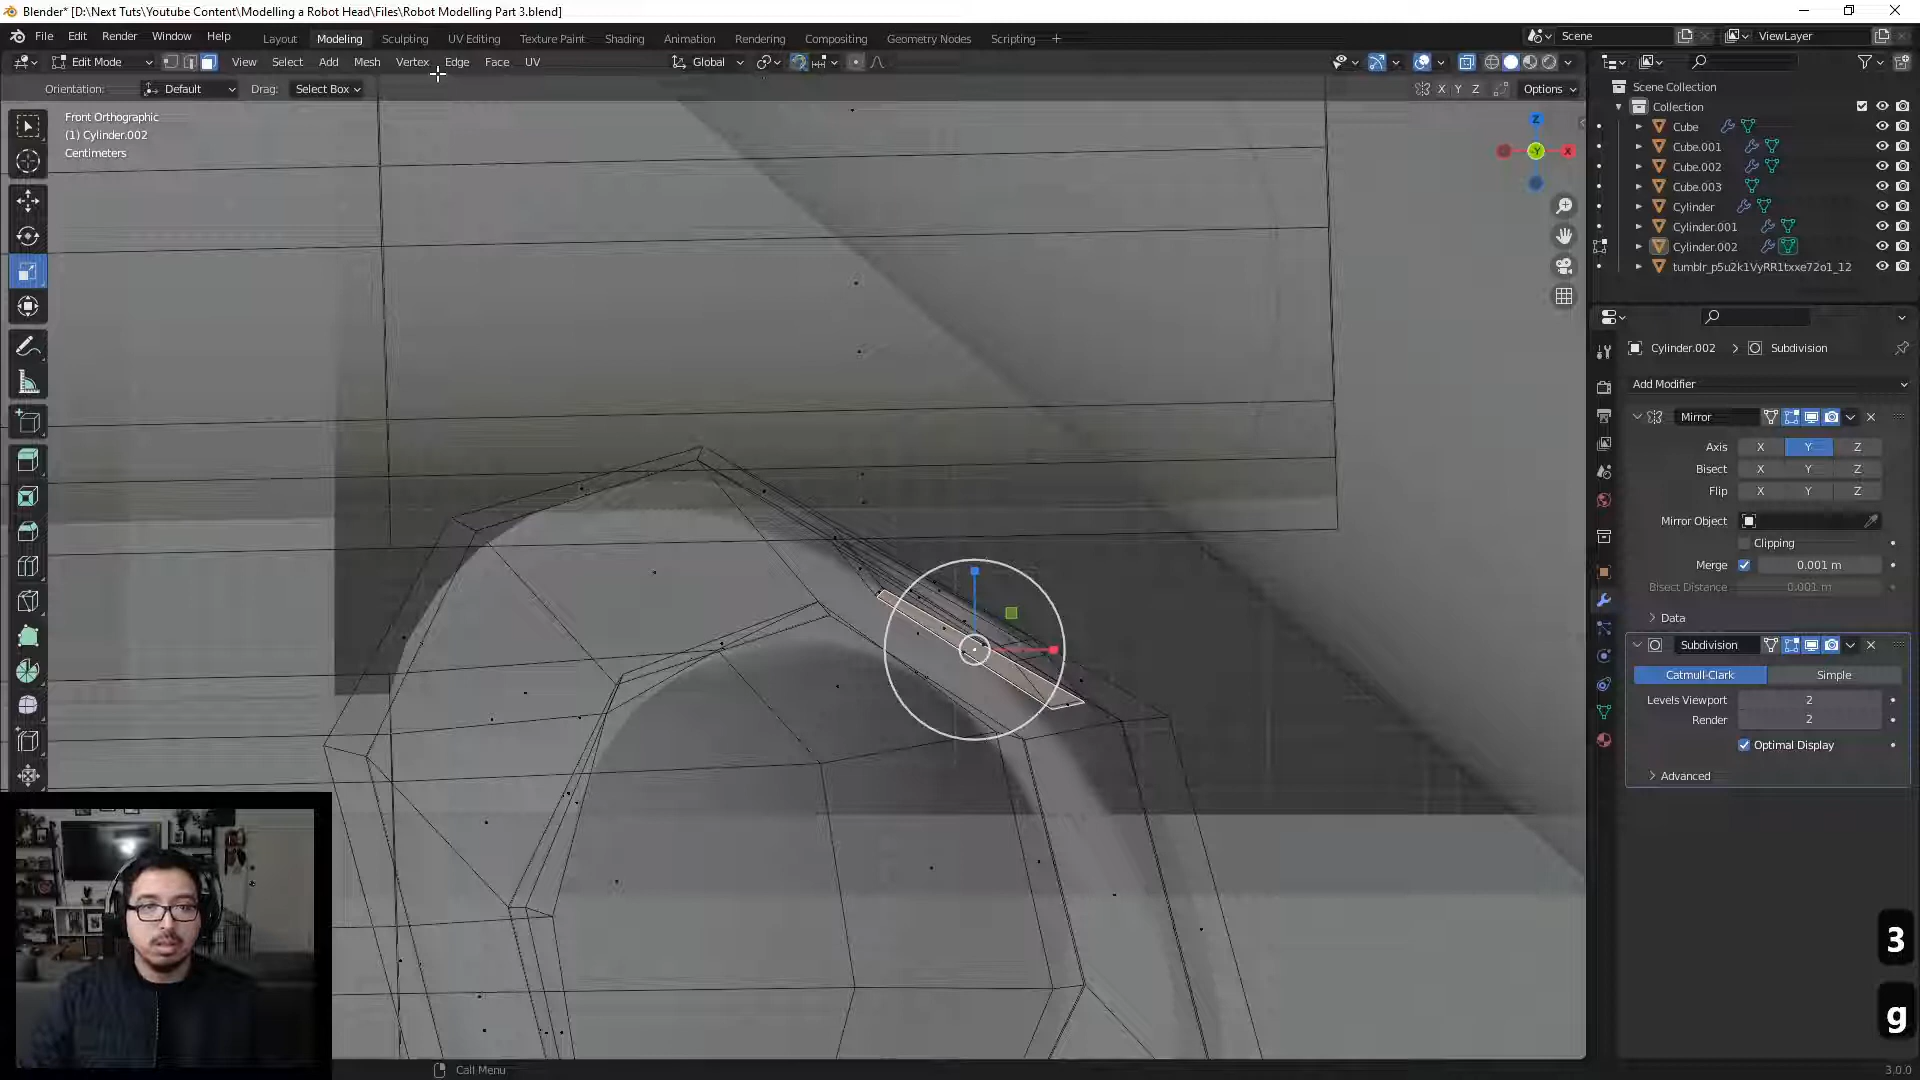 Blender* [D:\Next Tuts\Youtube Content\Modelling a Robot Head\Files\Robot Modelling Part 3.blend]
File Edit Render Window Help Layout Modeling Sculpting UV Editing Texture Paint Shading Animation Rendering Compositing Geometry Nodes Scripting + Scene ViewLayer
Edit Mode View Select Add Mesh Vertex Edge Face UV Global
Orientation: Default Drag: Select Box X Y Z Options
Front Orthographic
(1) Cylinder.002
Centimeters
Z
Y
X
Scene Collection
Collection
Cube
Cube.001
Cube.002
Cube.003
Cylinder
Cylinder.001
Cylinder.002
tumblr_p5u2k1VyRR1txxe72o1_12
Cylinder.002 > Subdivision
Add Modifier
Mirror
Axis X Y Z
Bisect X Y Z
Flip X Y Z
Mirror Object
Clipping
Merge 0.001 m
Bisect Distance 0.001 m
Data
Subdivision
Catmull-Clark Simple
Levels Viewport 2
Render 2
Optimal Display
Advanced
3
g
Call Menu
3.0.0